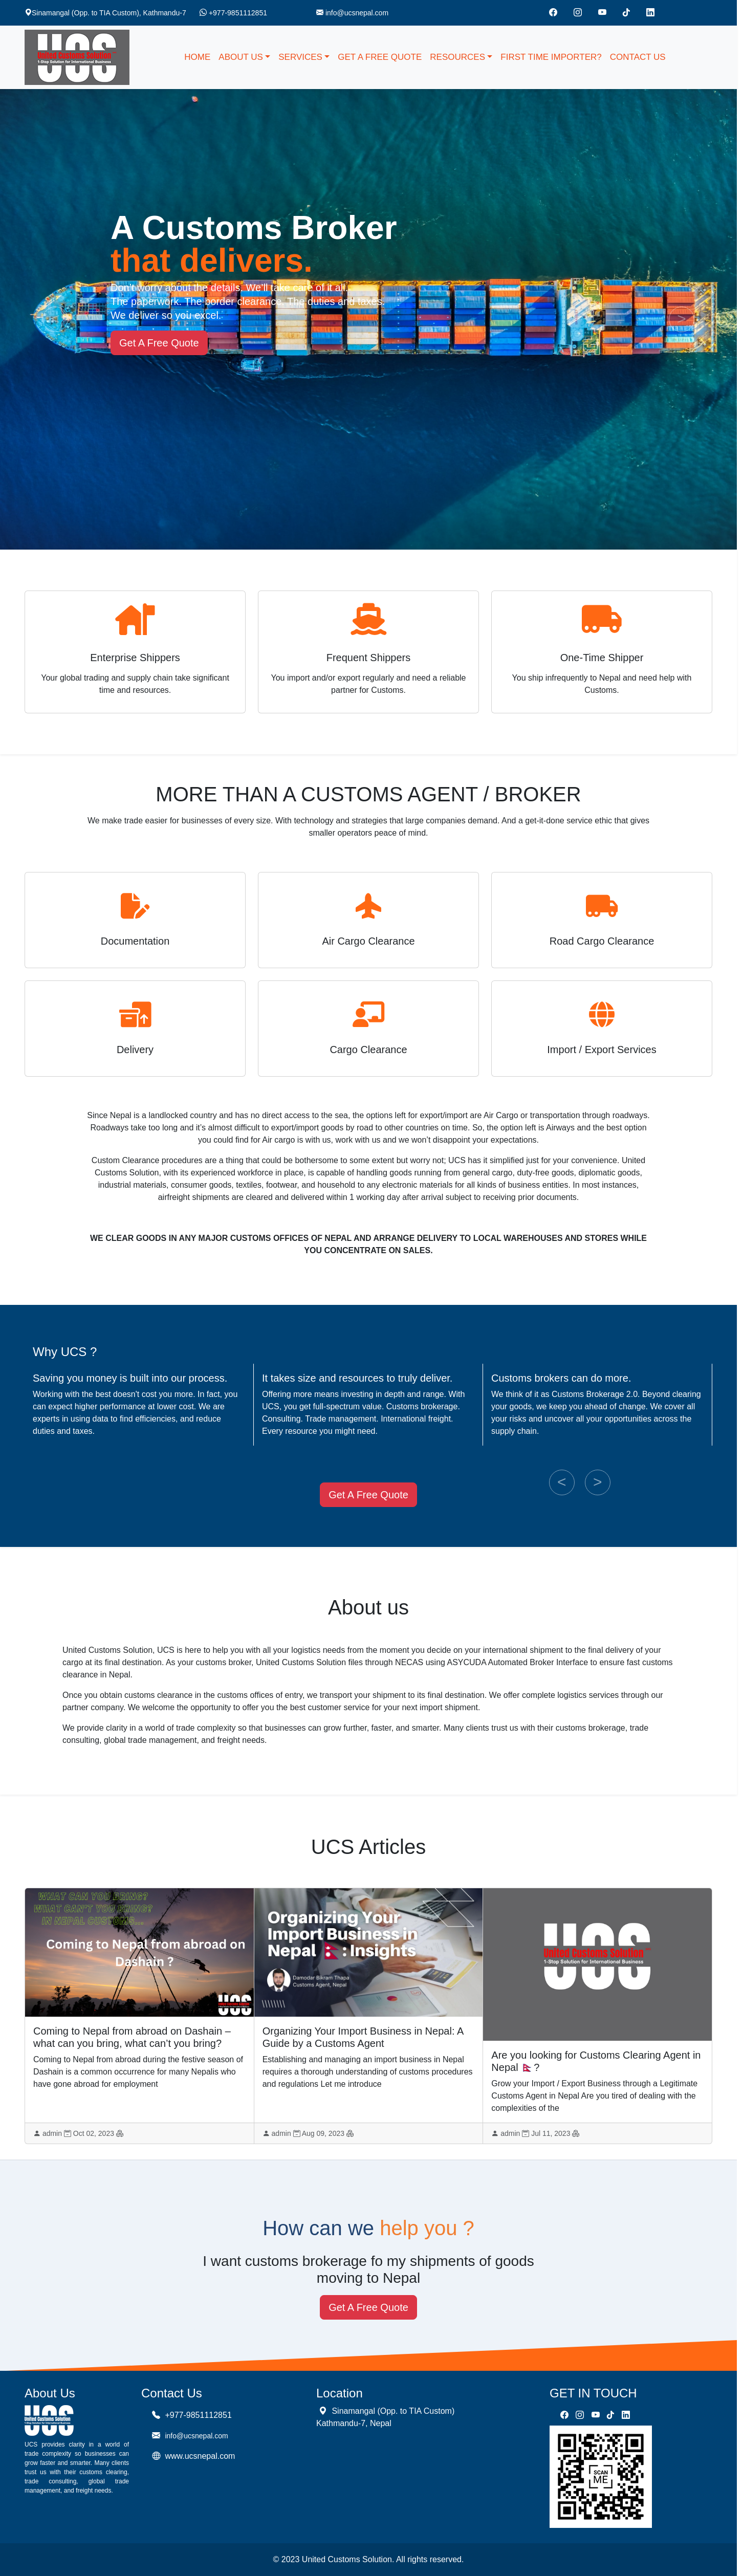 Sinamangal (Opp. to TIA Custom), Kathmandu-7 +977-9851112851 info@ucsnepal.com
UCS
United Customs Solution
1-Stop Solution for International Business
HOME ABOUT US SERVICES GET A FREE QUOTE RESOURCES FIRST TIME IMPORTER? CONTACT US
A Customs Broker
that delivers.
Don't worry about the details. We'll take care of it all.
The paperwork. The border clearance. The duties and taxes.
We deliver so you excel.
Get A Free Quote
Enterprise Shippers
Your global trading and supply chain take significant
time and resources.
Frequent Shippers
You import and/or export regularly and need a reliable
partner for Customs.
One-Time Shipper
You ship infrequently to Nepal and need help with
Customs.
MORE THAN A CUSTOMS AGENT / BROKER
We make trade easier for businesses of every size. With technology and strategies that large companies demand. And a get-it-done service ethic that gives
smaller operators peace of mind.
Documentation
Air Cargo Clearance
Road Cargo Clearance
Delivery
Cargo Clearance
Import / Export Services
Since Nepal is a landlocked country and has no direct access to the sea, the options left for export/import are Air Cargo or transportation through roadways.
Roadways take too long and it's almost difficult to export/import goods by road to other countries on time. So, the option left is Airways and the best option
you could find for Air cargo is with us, work with us and we won't disappoint your expectations.
Custom Clearance procedures are a thing that could be bothersome to some extent but worry not; UCS has it simplified just for your convenience. United
Customs Solution, with its experienced workforce in place, is capable of handling goods running from general cargo, duty-free goods, diplomatic goods,
industrial materials, consumer goods, textiles, footwear, and household to any electronic materials for all kinds of business entities. In most instances,
airfreight shipments are cleared and delivered within 1 working day after arrival subject to receiving prior documents.
WE CLEAR GOODS IN ANY MAJOR CUSTOMS OFFICES OF NEPAL AND ARRANGE DELIVERY TO LOCAL WAREHOUSES AND STORES WHILE
YOU CONCENTRATE ON SALES.
Why UCS ?
Saving you money is built into our process.
Working with the best doesn't cost you more. In fact, you
can expect higher performance at lower cost. We are
experts in using data to find efficiencies, and reduce
duties and taxes.
It takes size and resources to truly deliver.
Offering more means investing in depth and range. With
UCS, you get full-spectrum value. Customs brokerage.
Consulting. Trade management. International freight.
Every resource you might need.
Customs brokers can do more.
We think of it as Customs Brokerage 2.0. Beyond clearing
your goods, we keep you ahead of change. We cover all
your risks and uncover all your opportunities across the
supply chain.
Get A Free Quote
< >
About us
United Customs Solution, UCS is here to help you with all your logistics needs from the moment you decide on your international shipment to the final delivery of your
cargo at its final destination. As your customs broker, United Customs Solution files through NECAS using ASYCUDA Automated Broker Interface to ensure fast customs
clearance in Nepal.
Once you obtain customs clearance in the customs offices of entry, we transport your shipment to its final destination. We offer complete logistics services through our
partner company. We welcome the opportunity to offer you the best customer service for your next import shipment.
We provide clarity in a world of trade complexity so that businesses can grow further, faster, and smarter. Many clients trust us with their customs brokerage, trade
consulting, global trade management, and freight needs.
UCS Articles
WHAT CAN YOU BRING?
WHAT CAN'T YOU BRING?
IN NEPAL CUSTOMS...
Coming to Nepal from abroad on
Dashain ?
UCS
Coming to Nepal from abroad on Dashain –
what can you bring, what can't you bring?
Coming to Nepal from abroad during the festive season of
Dashain is a common occurrence for many Nepalis who
have gone abroad for employment
admin Oct 02, 2023
Organizing Your
Import Business in
Nepal : Insights
Damodar Bikram Thapa
Customs Agent, Nepal
Organizing Your Import Business in Nepal: A
Guide by a Customs Agent
Establishing and managing an import business in Nepal
requires a thorough understanding of customs procedures
and regulations Let me introduce
admin Aug 09, 2023
UCS
United Customs Solution
1-Stop Solution for International Business
Are you looking for Customs Clearing Agent in
Nepal ?
Grow your Import / Export Business through a Legitimate
Customs Agent in Nepal Are you tired of dealing with the
complexities of the
admin Jul 11, 2023
How can we help you ?
I want customs brokerage fo my shipments of goods
moving to Nepal
Get A Free Quote
About Us
UCS
United Customs Solution
UCS provides clarity in a world of
trade complexity so businesses can
grow faster and smarter. Many clients
trust us with their customs clearing,
trade consulting, global trade
management, and freight needs.
Contact Us
+977-9851112851
info@ucsnepal.com
www.ucsnepal.com
Location
Sinamangal (Opp. to TIA Custom)
Kathmandu-7, Nepal
GET IN TOUCH
SCAN
ME
© 2023 United Customs Solution. All rights reserved.